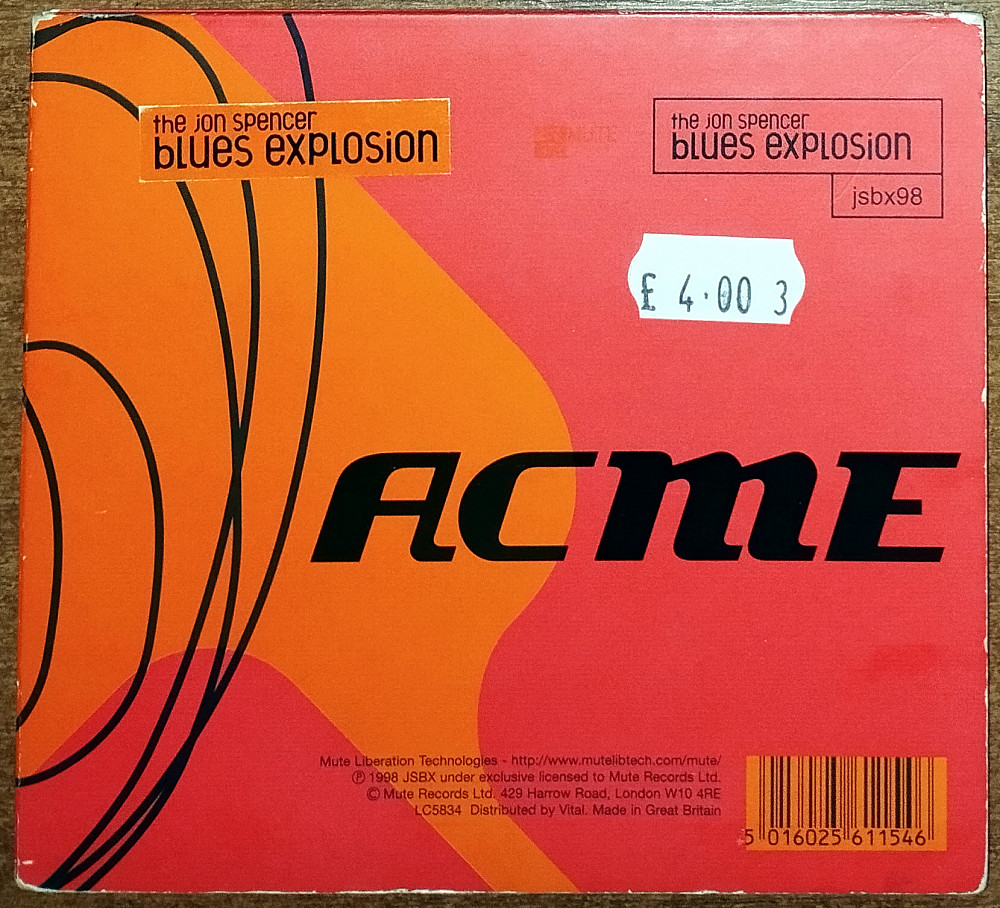 the jon spencer
blues explosion
the jon spencer
blues explosion
jsbx98
£ 4.00 3
ACME
Mute Liberation Technologies - http://www.mutelibtech.com/mute/
℗ 1998 JSBX under exclusive licensed to Mute Records Ltd.
© Mute Records Ltd. 429 Harrow Road, London W10 4RE
LC5834 Distributed by Vital. Made in Great Britain
5 016025 611546